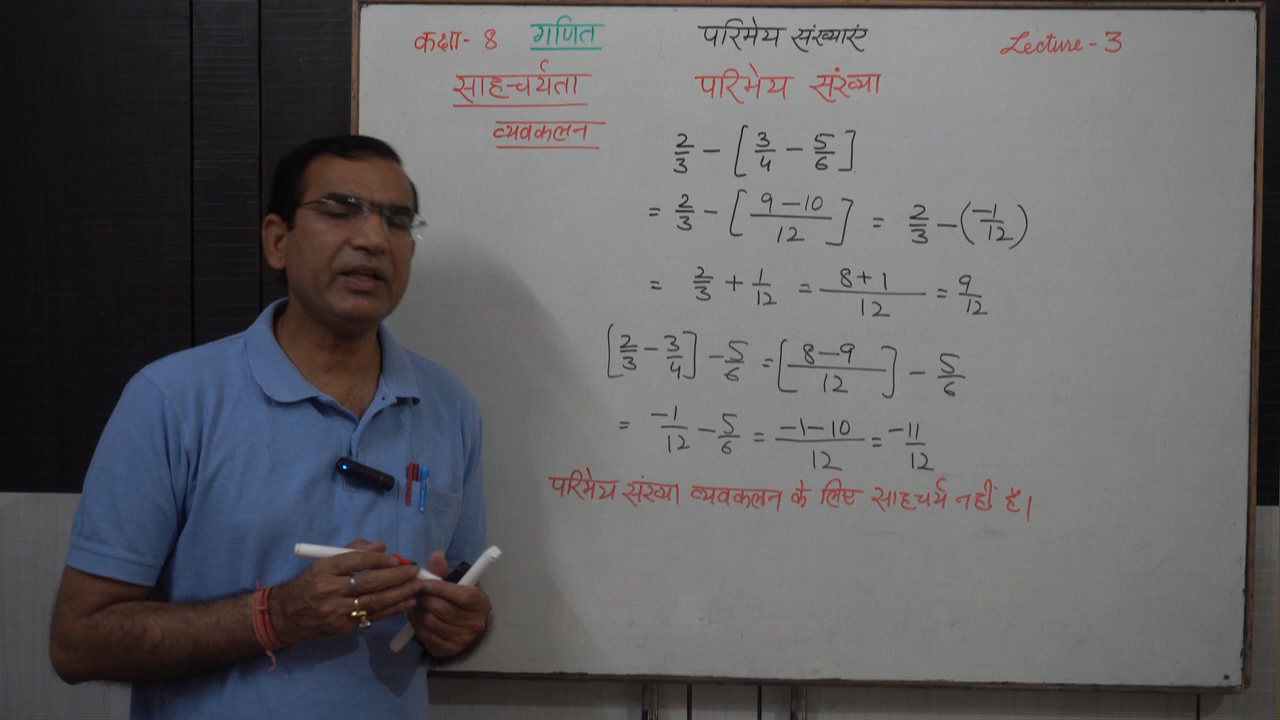 कक्षा- 8 गणित परिमेय संख्याएं Lecture - 3
साहचर्यता परिमेय संख्या
व्यवकलन
2/3 - [3/4 - 5/6]
= 2/3 - [(9 - 10)/12] = 2/3 - (-1/12)
= 2/3 + 1/12 = (8 + 1)/12 = 9/12
[2/3 - 3/4] - 5/6 = [(8 - 9)/12] - 5/6
= -1/12 - 5/6 = (-1 - 10)/12 = -11/12
परिमेय संख्या व्यवकलन के लिए साहचर्य नहीं है।